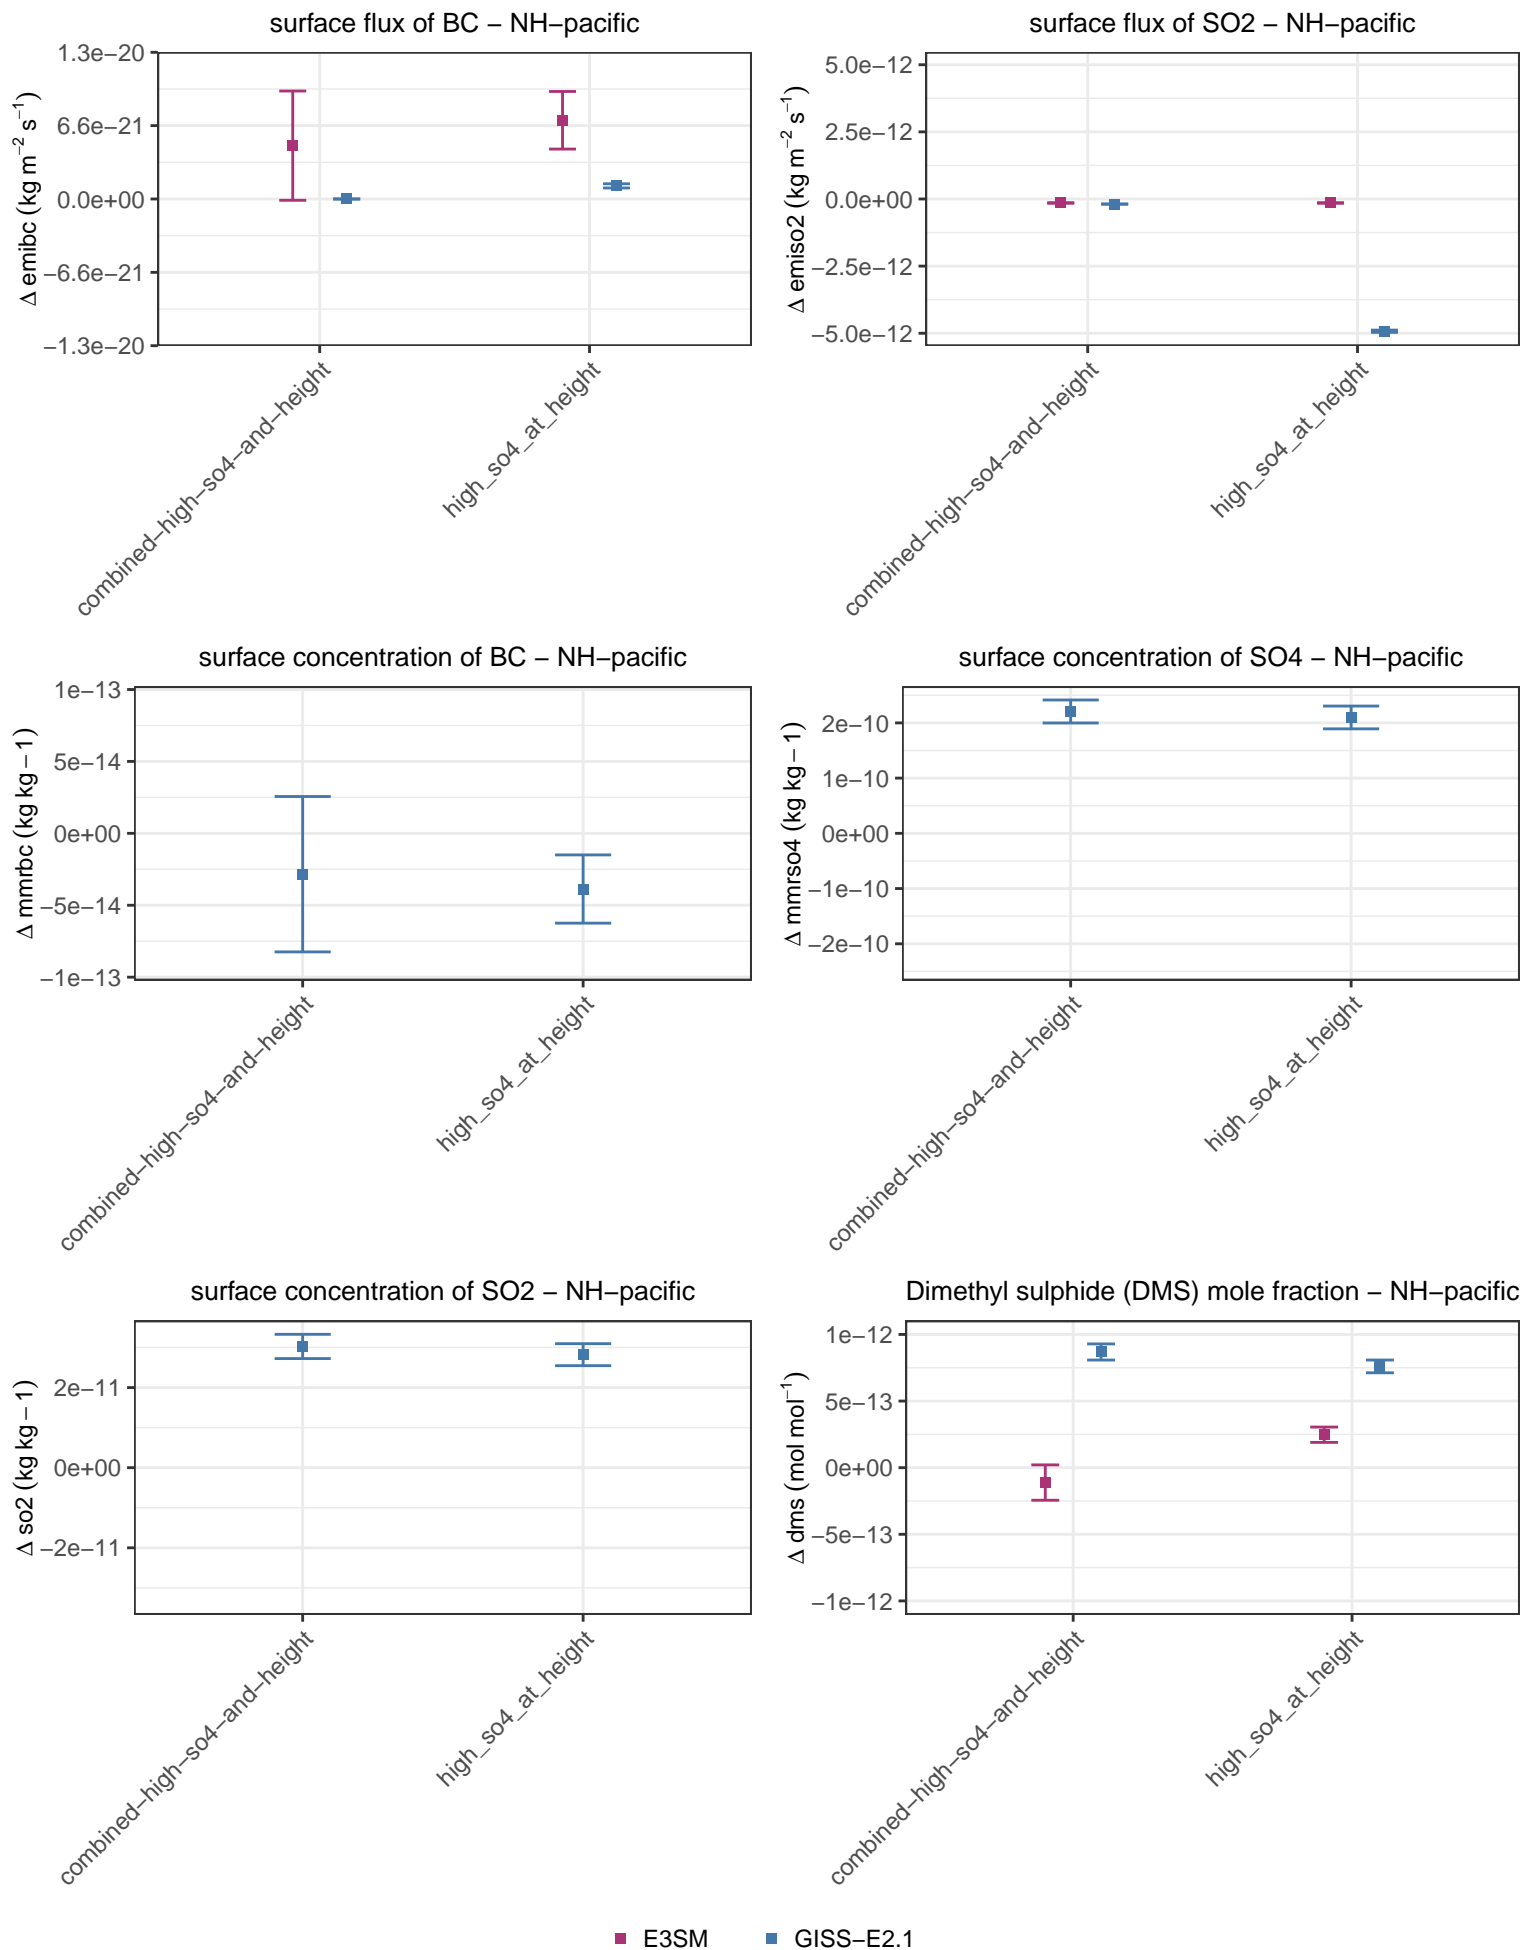 surface flux of BC − NH−pacific
Δ emibc (kg m⁻² s⁻¹)
1.3e−20
6.6e−21
0.0e+00
−6.6e−21
−1.3e−20
combined−high−so4−and−height
high_so4_at_height
surface flux of SO2 − NH−pacific
Δ emiso2 (kg m⁻² s⁻¹)
5.0e−12
2.5e−12
0.0e+00
−2.5e−12
−5.0e−12
combined−high−so4−and−height
high_so4_at_height
surface concentration of BC − NH−pacific
Δ mmrbc (kg kg − 1)
1e−13
5e−14
0e+00
−5e−14
−1e−13
combined−high−so4−and−height
high_so4_at_height
surface concentration of SO4 − NH−pacific
Δ mmrso4 (kg kg − 1)
2e−10
1e−10
0e+00
−1e−10
−2e−10
combined−high−so4−and−height
high_so4_at_height
surface concentration of SO2 − NH−pacific
Δ so2 (kg kg − 1)
2e−11
0e+00
−2e−11
combined−high−so4−and−height
high_so4_at_height
Dimethyl sulphide (DMS) mole fraction − NH−pacific
Δ dms (mol mol⁻¹)
1e−12
5e−13
0e+00
−5e−13
−1e−12
combined−high−so4−and−height
high_so4_at_height
E3SM
GISS−E2.1